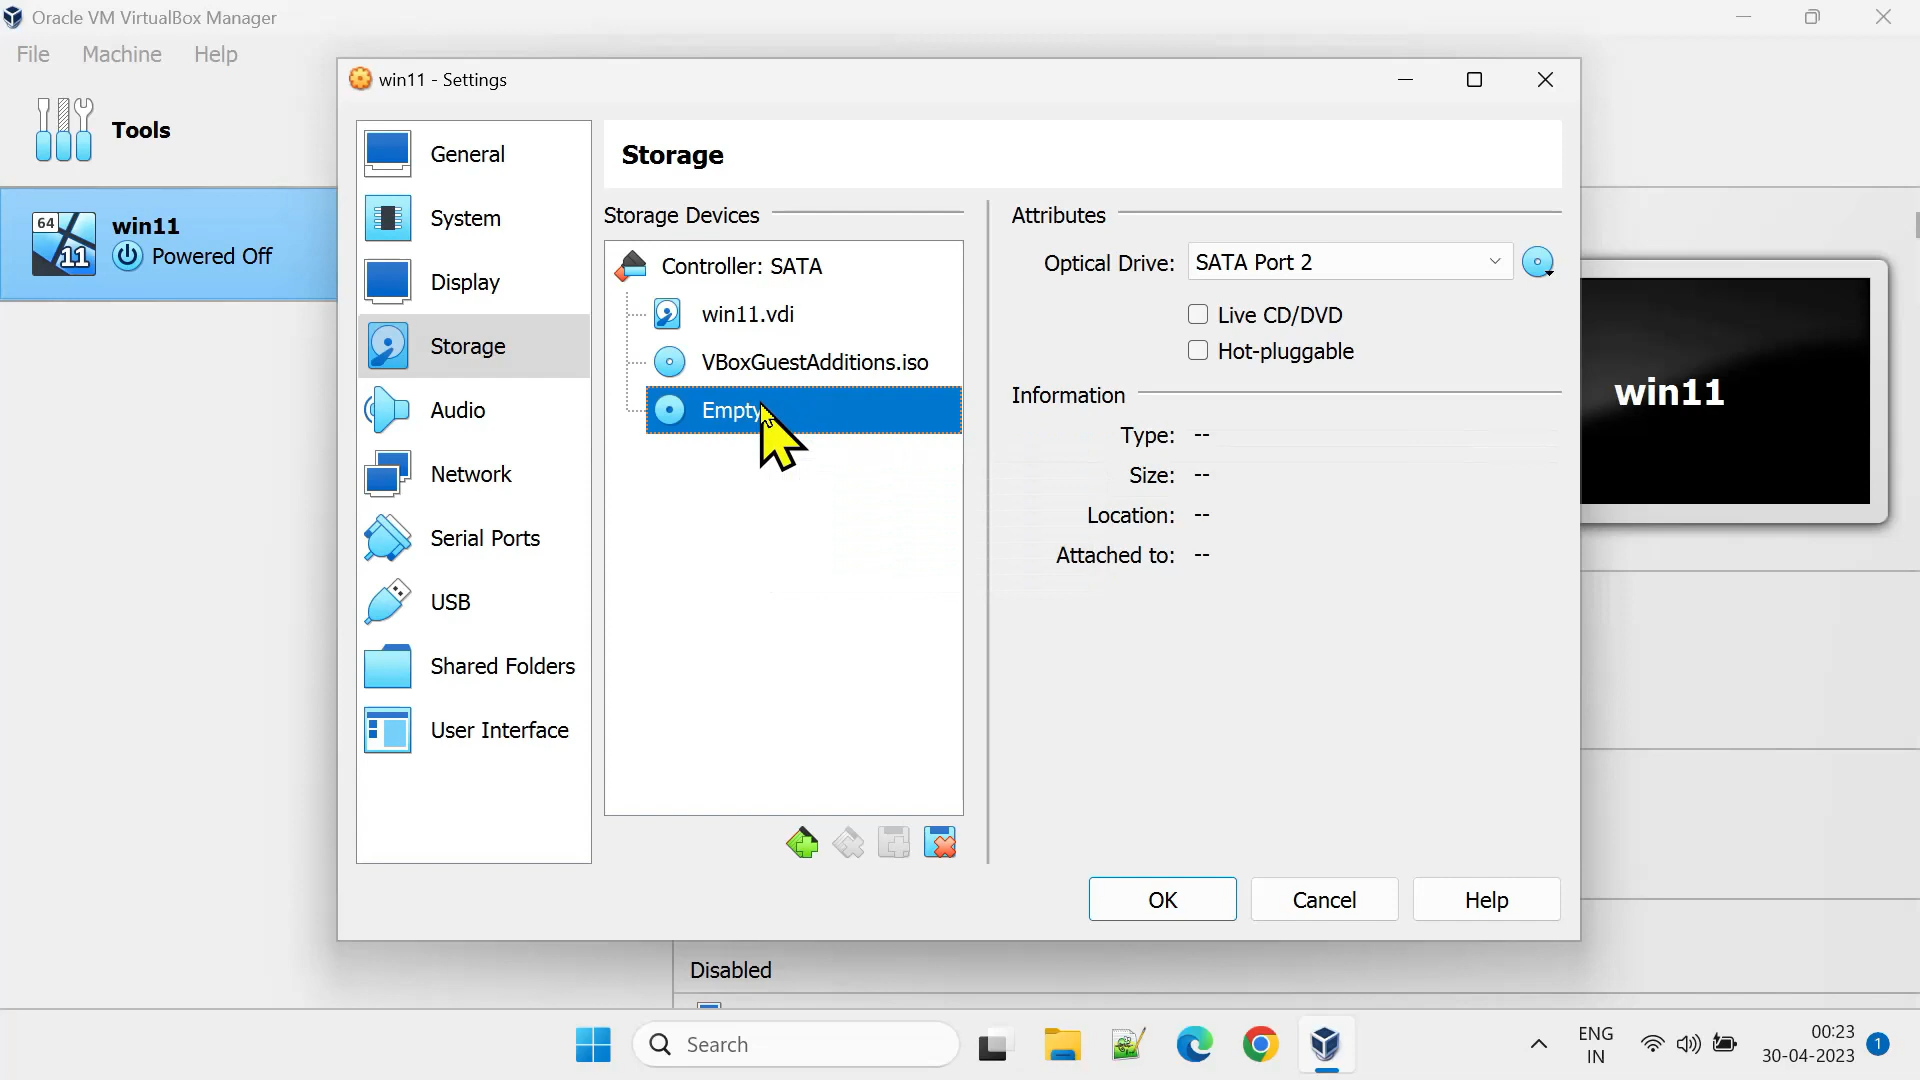 Oracle VM VirtualBox Manager
File Machine Help
Tools
64
11
win11
Powered Off
win11 - Settings
General
System
Display
Storage
Audio
Network
Serial Ports
USB
Shared Folders
User Interface
Storage
Storage Devices
Controller: SATA
win11.vdi
VBoxGuestAdditions.iso
Empty
Attributes
Optical Drive: SATA Port 2
Live CD/DVD
Hot-pluggable
Information
Type: --
Size: --
Location: --
Attached to: --
OK Cancel Help
win11
Disabled
Search
ENG
IN
00:23
30-04-2023
1